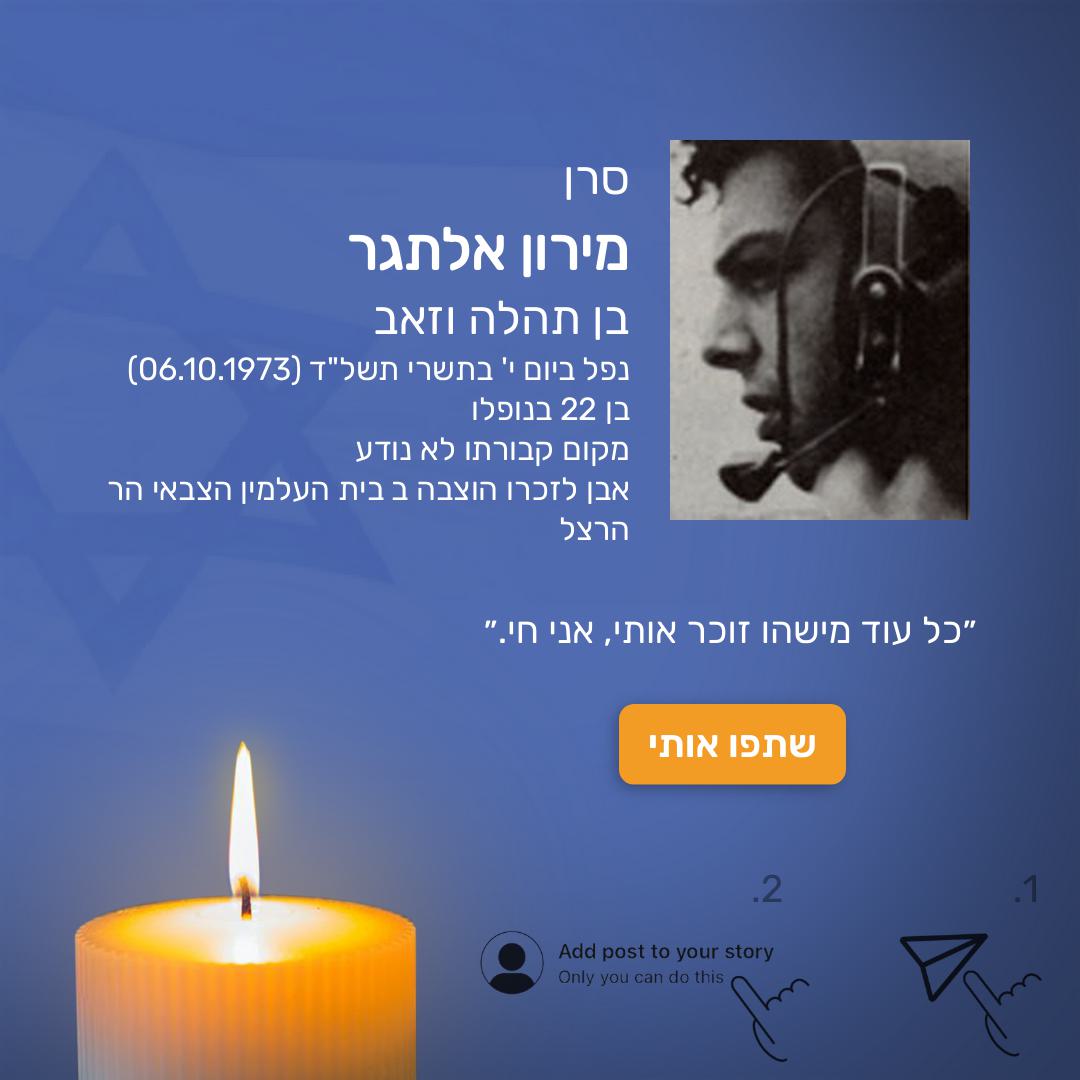 סרן
מירון אלתגר
בן תהלה וזאב
נפל ביום י' בתשרי תשל"ד (06.10.1973)
בן 22 בנופלו
מקום קבורתו לא נודע
אבן לזכרו הוצבה ב בית העלמין הצבאי הר
הרצל
"כל עוד מישהו זוכר אותי, אני חי."
שתפו אותי
1.
2.
Add post to your story
Only you can do this